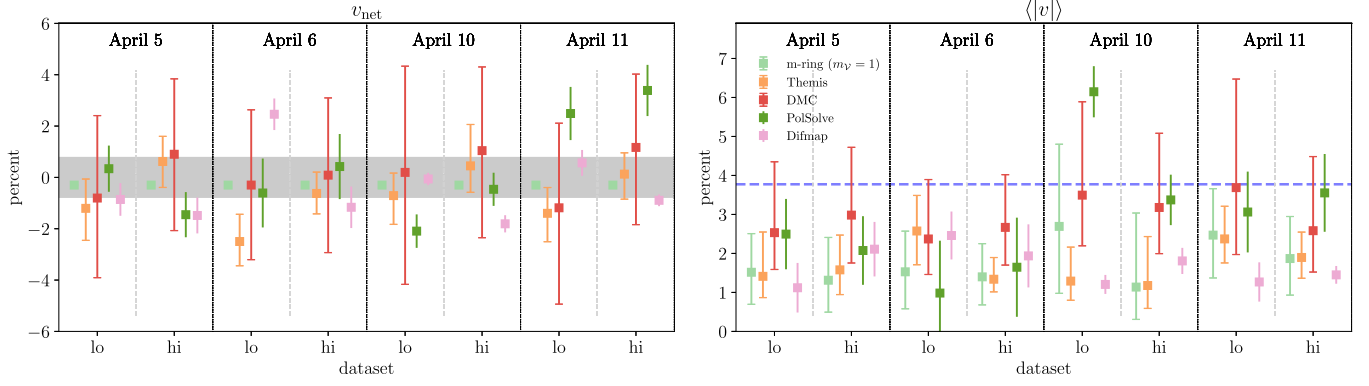 v_net
April 5 April 6 April 10 April 11
6
4
2
0
−2
−4
−6
percent
lo hi lo hi lo hi lo hi
dataset
⟨|v|⟩
April 5 April 6 April 10 April 11
m-ring (m_𝒱 = 1)
Themis
DMC
PolSolve
Difmap
7
6
5
4
3
2
1
0
percent
lo hi lo hi lo hi lo hi
dataset